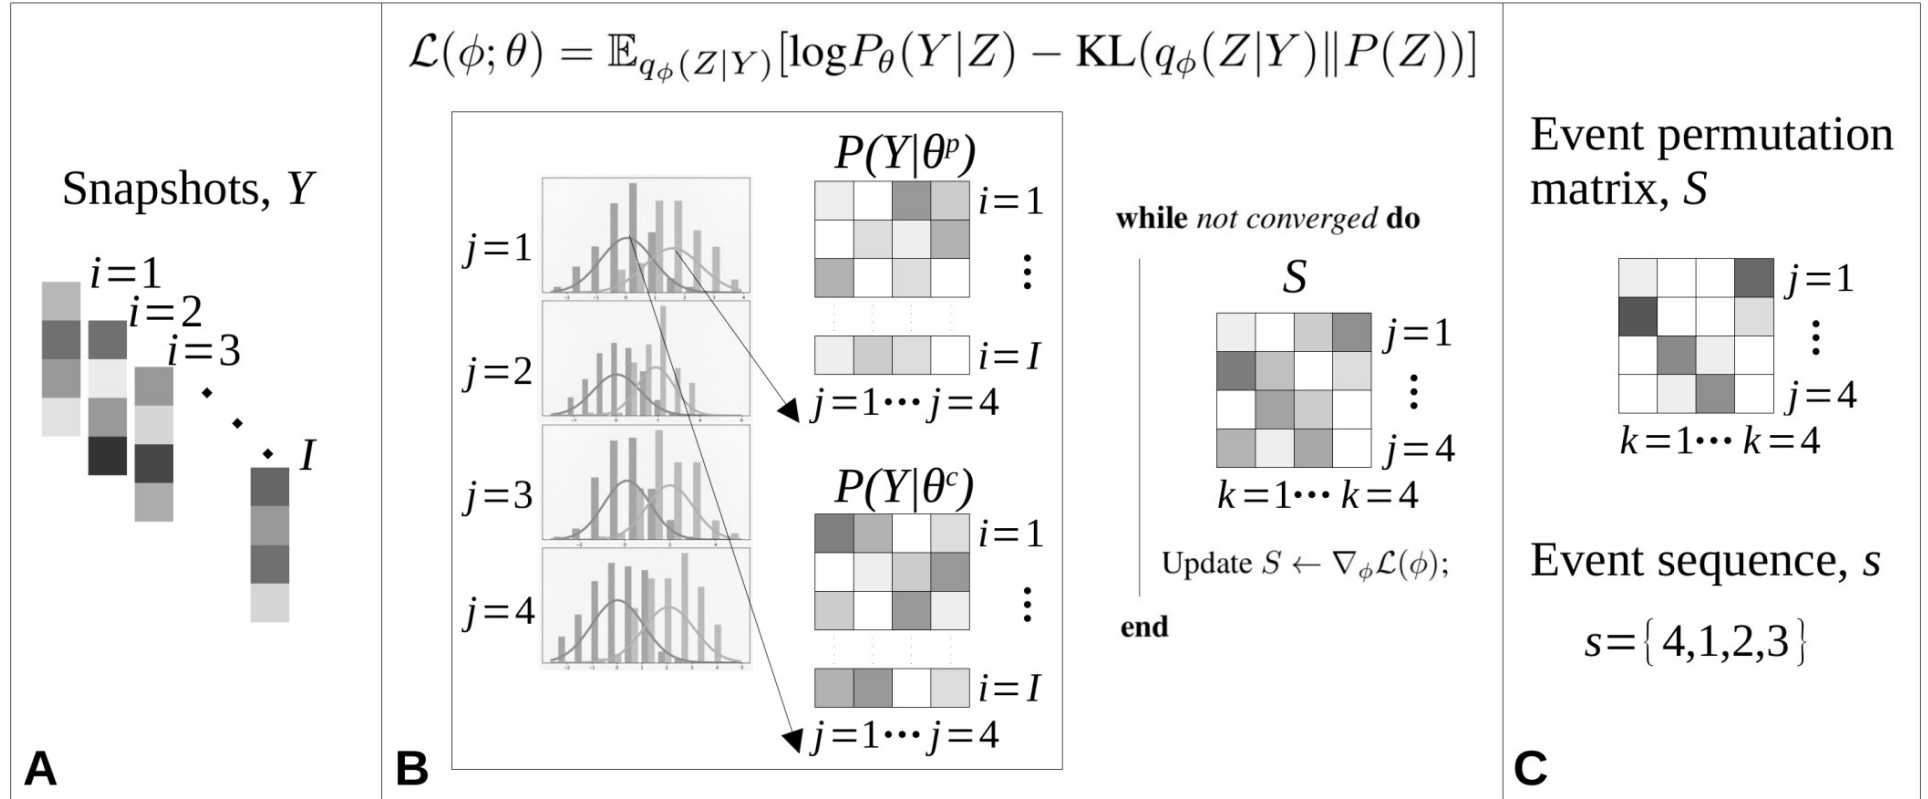 Snapshots, Y
i=1
i=2
i=3
I
A
ℒ(ϕ;θ) = 𝔼_{q_ϕ(Z|Y)}[logP_θ(Y|Z) − KL(q_ϕ(Z|Y)‖P(Z))]
j=1
j=2
j=3
j=4
P(Y|θ^p)
i=1
⋮
i=I
j=1⋯j=4
P(Y|θ^c)
i=1
⋮
i=I
j=1⋯j=4
while not converged do
S
j=1
⋮
j=4
k=1⋯ k=4
Update S ← ∇_ϕℒ(ϕ);
end
B
Event permutation
matrix, S
j=1
⋮
j=4
k=1⋯ k=4
Event sequence, s
s={4,1,2,3}
C